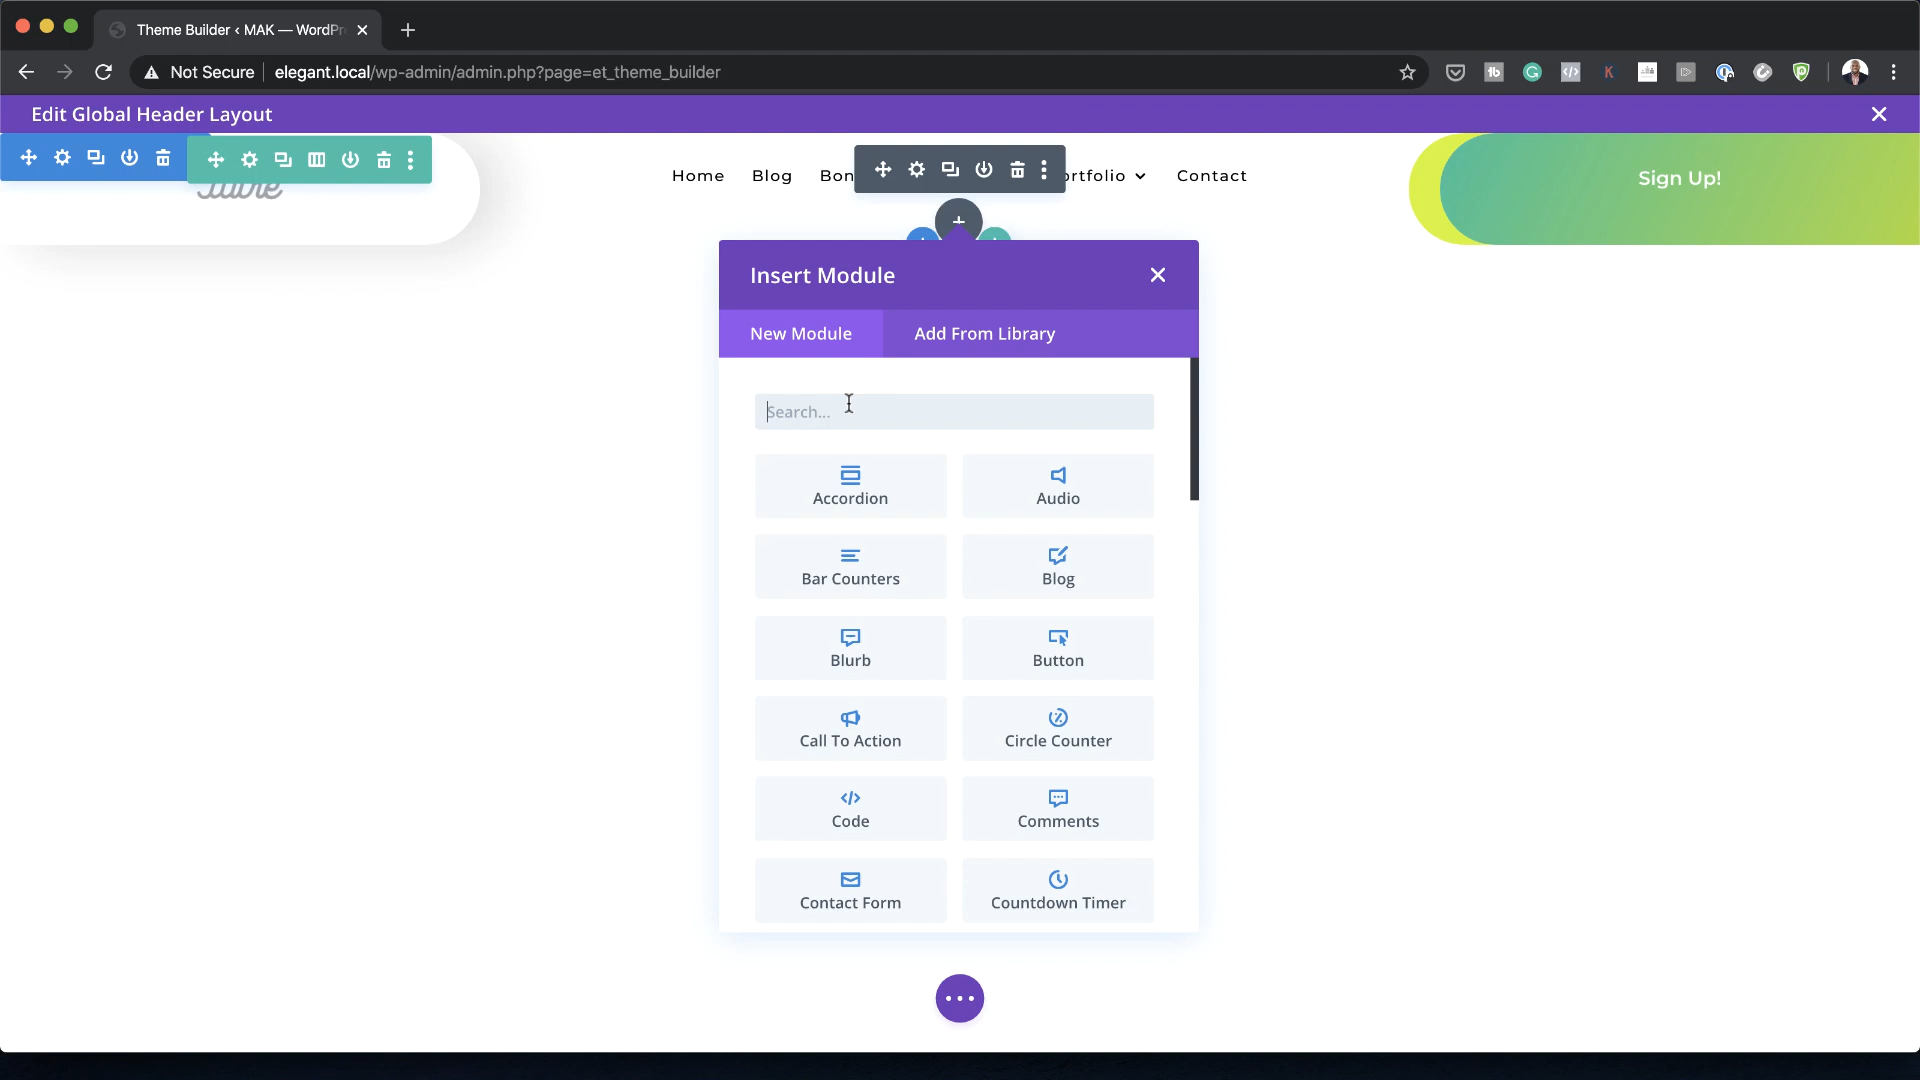 Theme Builder ‹ MAK — WordPr
Not Secure
elegant.local/wp-admin/admin.php?page=et_theme_builder
Edit Global Header Layout
Home
Blog
Bon
ortfolio
Contact
Sign Up!
Insert Module
New Module
Add From Library
Search...
Accordion
Audio
Bar Counters
Blog
Blurb
Button
Call To Action
Circle Counter
Code
Comments
Contact Form
Countdown Timer